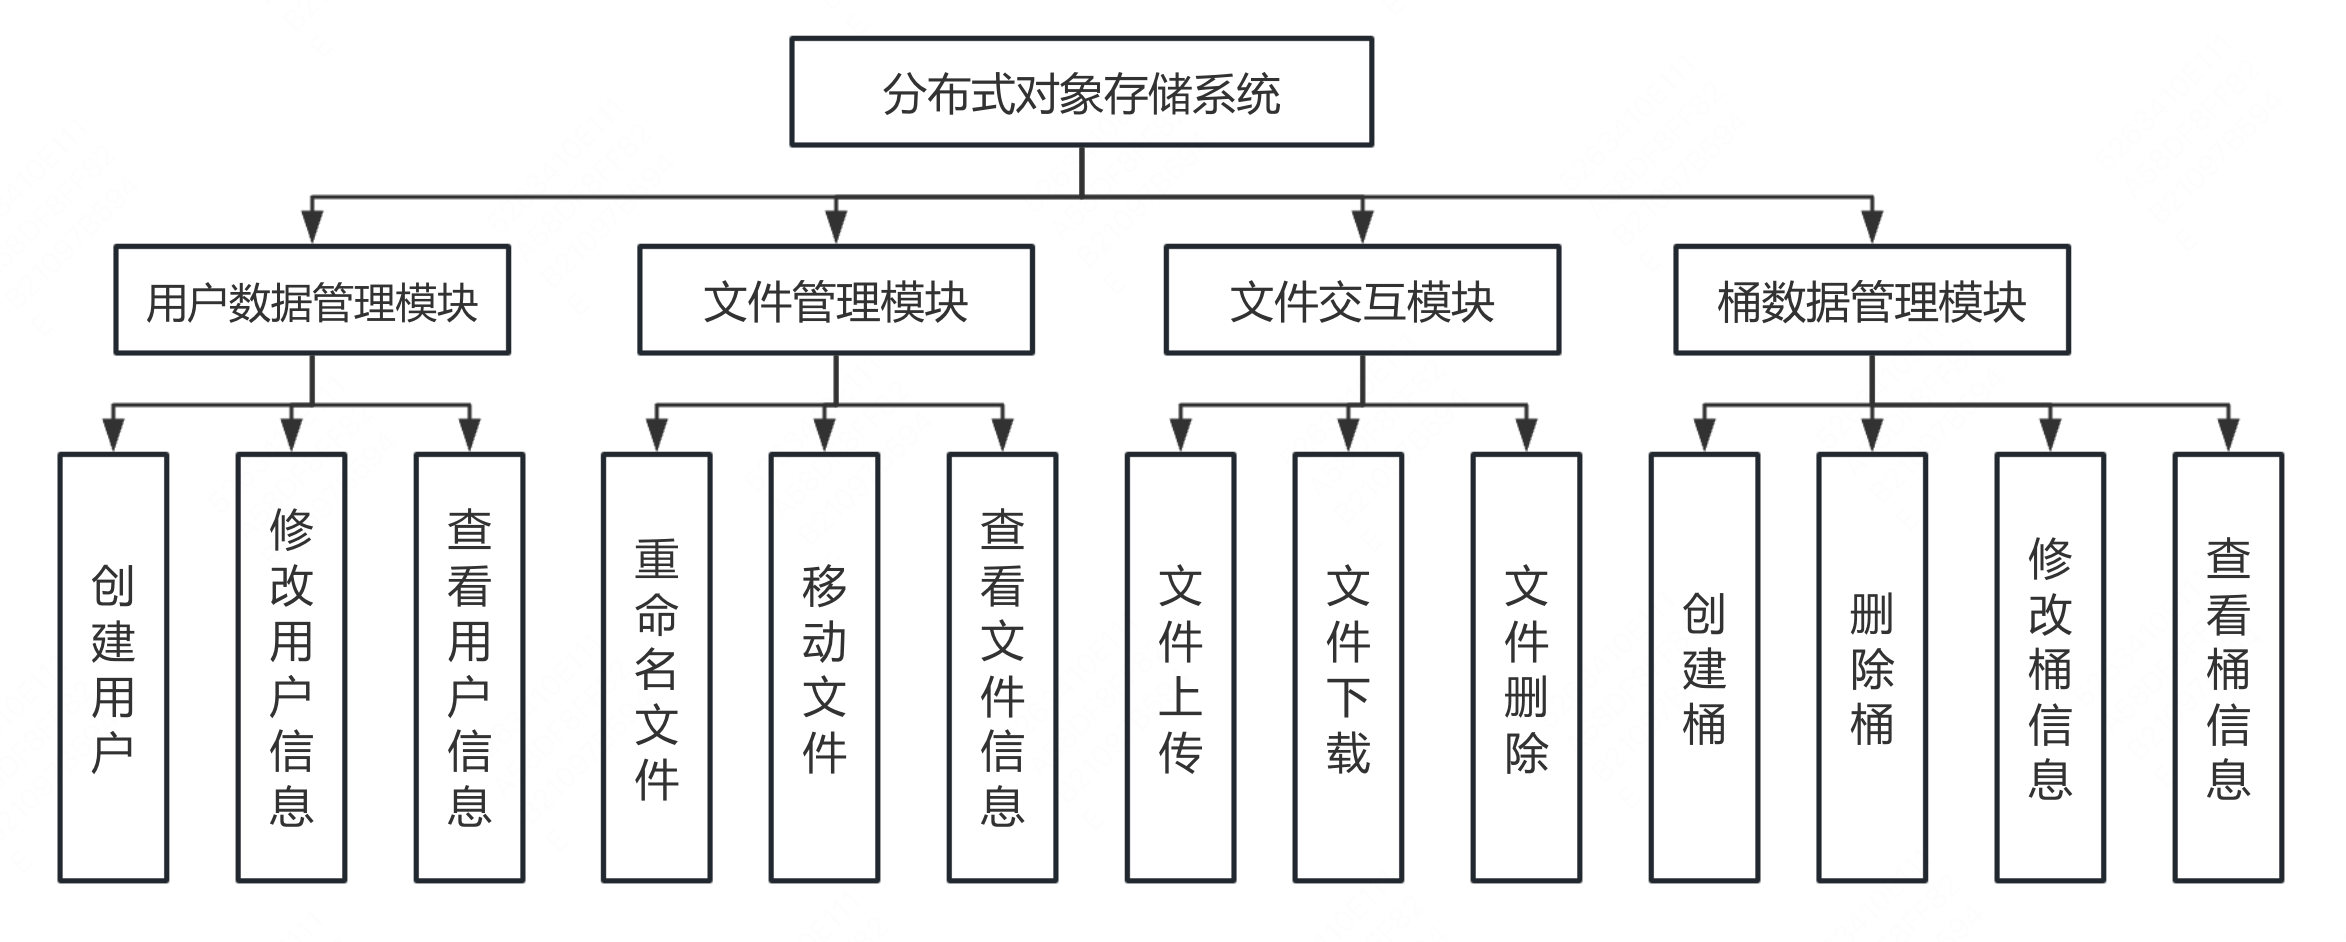 分布式对象存储系统
用户数据管理模块
文件管理模块
文件交互模块
桶数据管理模块
创建用户
修改用户信息
查看用户信息
重命名文件
移动文件
查看文件信息
文件上传
文件下载
文件删除
创建桶
删除桶
修改桶信息
查看桶信息